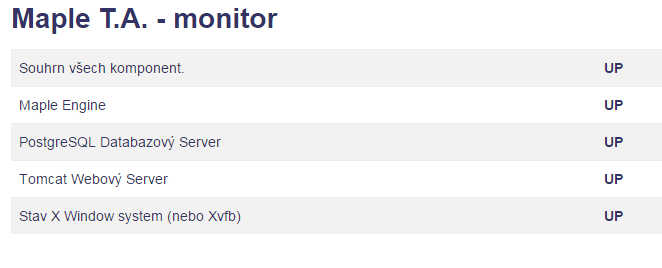 Maple T.A. - monitor
Souhrn všech komponent. UP
Maple Engine UP
PostgreSQL Databazový Server UP
Tomcat Webový Server UP
Stav X Window system (nebo Xvfb) UP